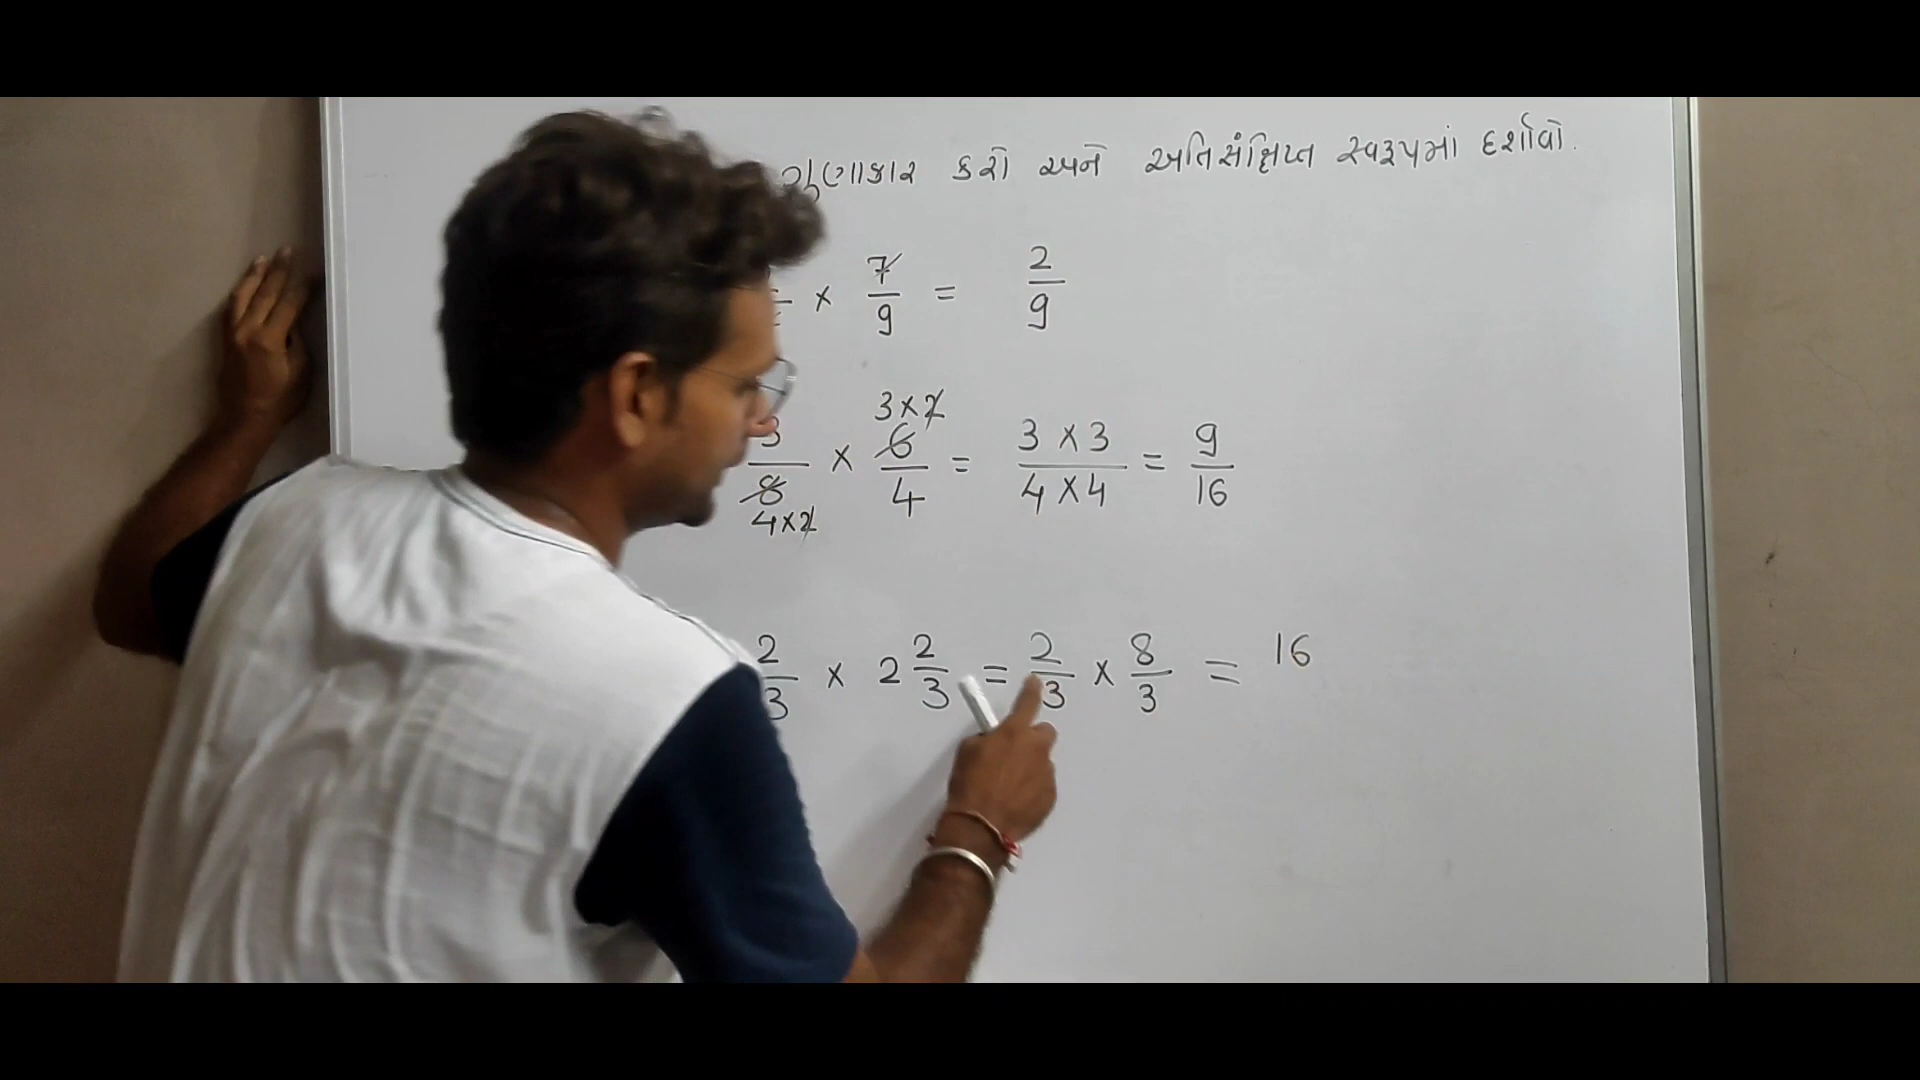 ગુણાકાર કરો અને અતિસંક્ષિપ્ત સ્વરૂપમાં દર્શાવો.
× 7/9 = 2/9
3/8 × 6/4 = 3 × 3/4 × 4 = 9/16
3 × 2
4 × 2
2/3 × 2 2/3 = 2/3 × 8/3 = 16